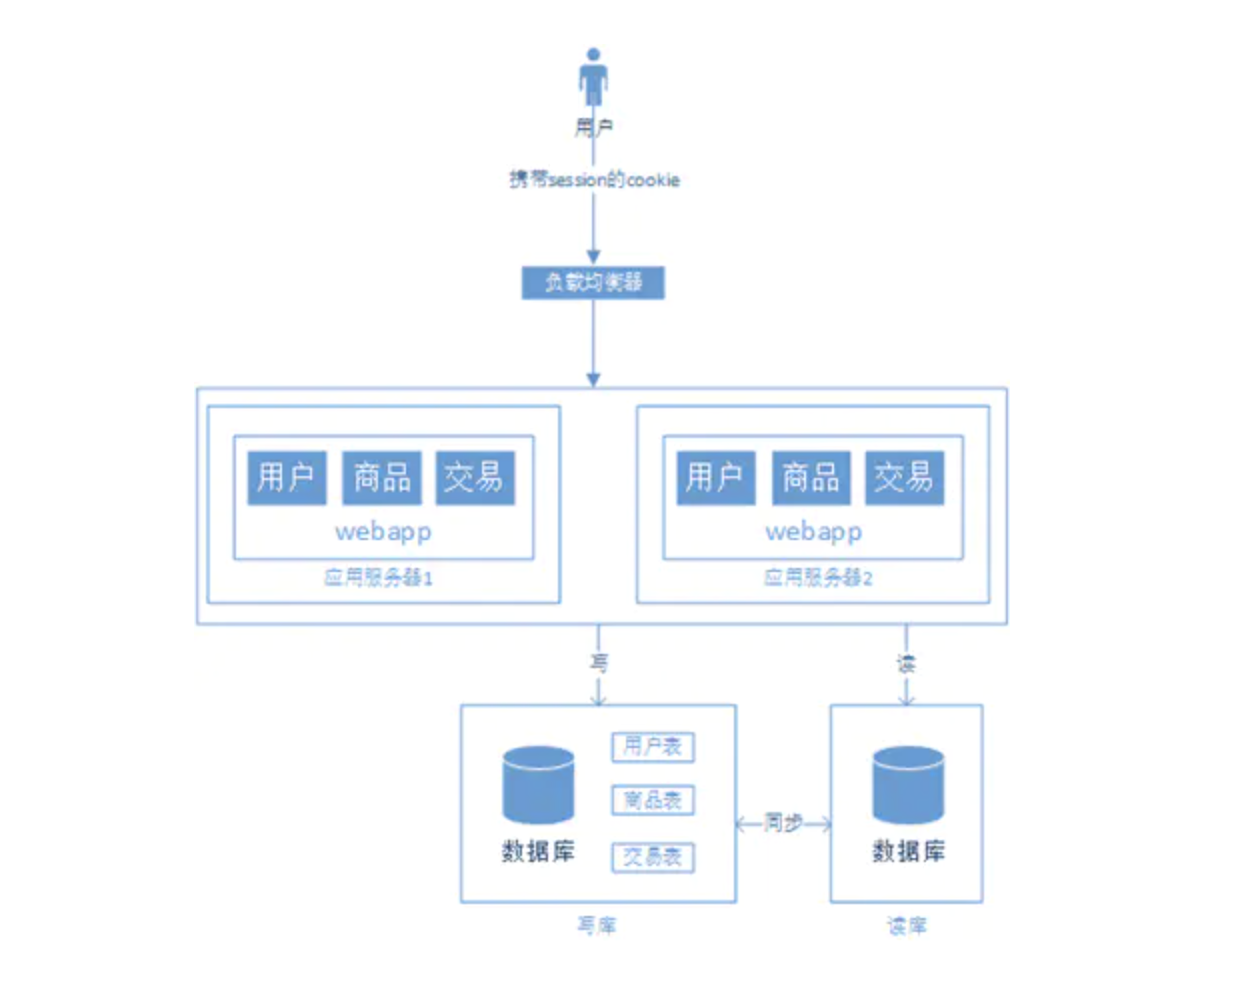 用户
携带session的cookie
负载均衡器
用户 商品 交易
webapp
应用服务器1
用户 商品 交易
webapp
应用服务器2
写
读
数据库
用户表
商品表
交易表
同步
数据库
写库
读库